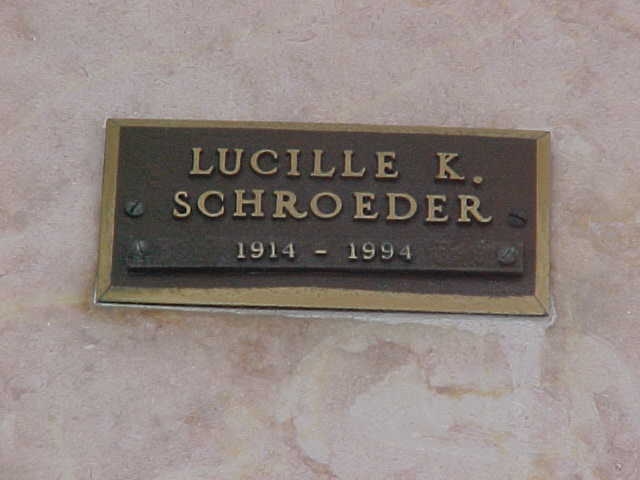 LUCILLE K.
SCHROEDER
1914 - 1994